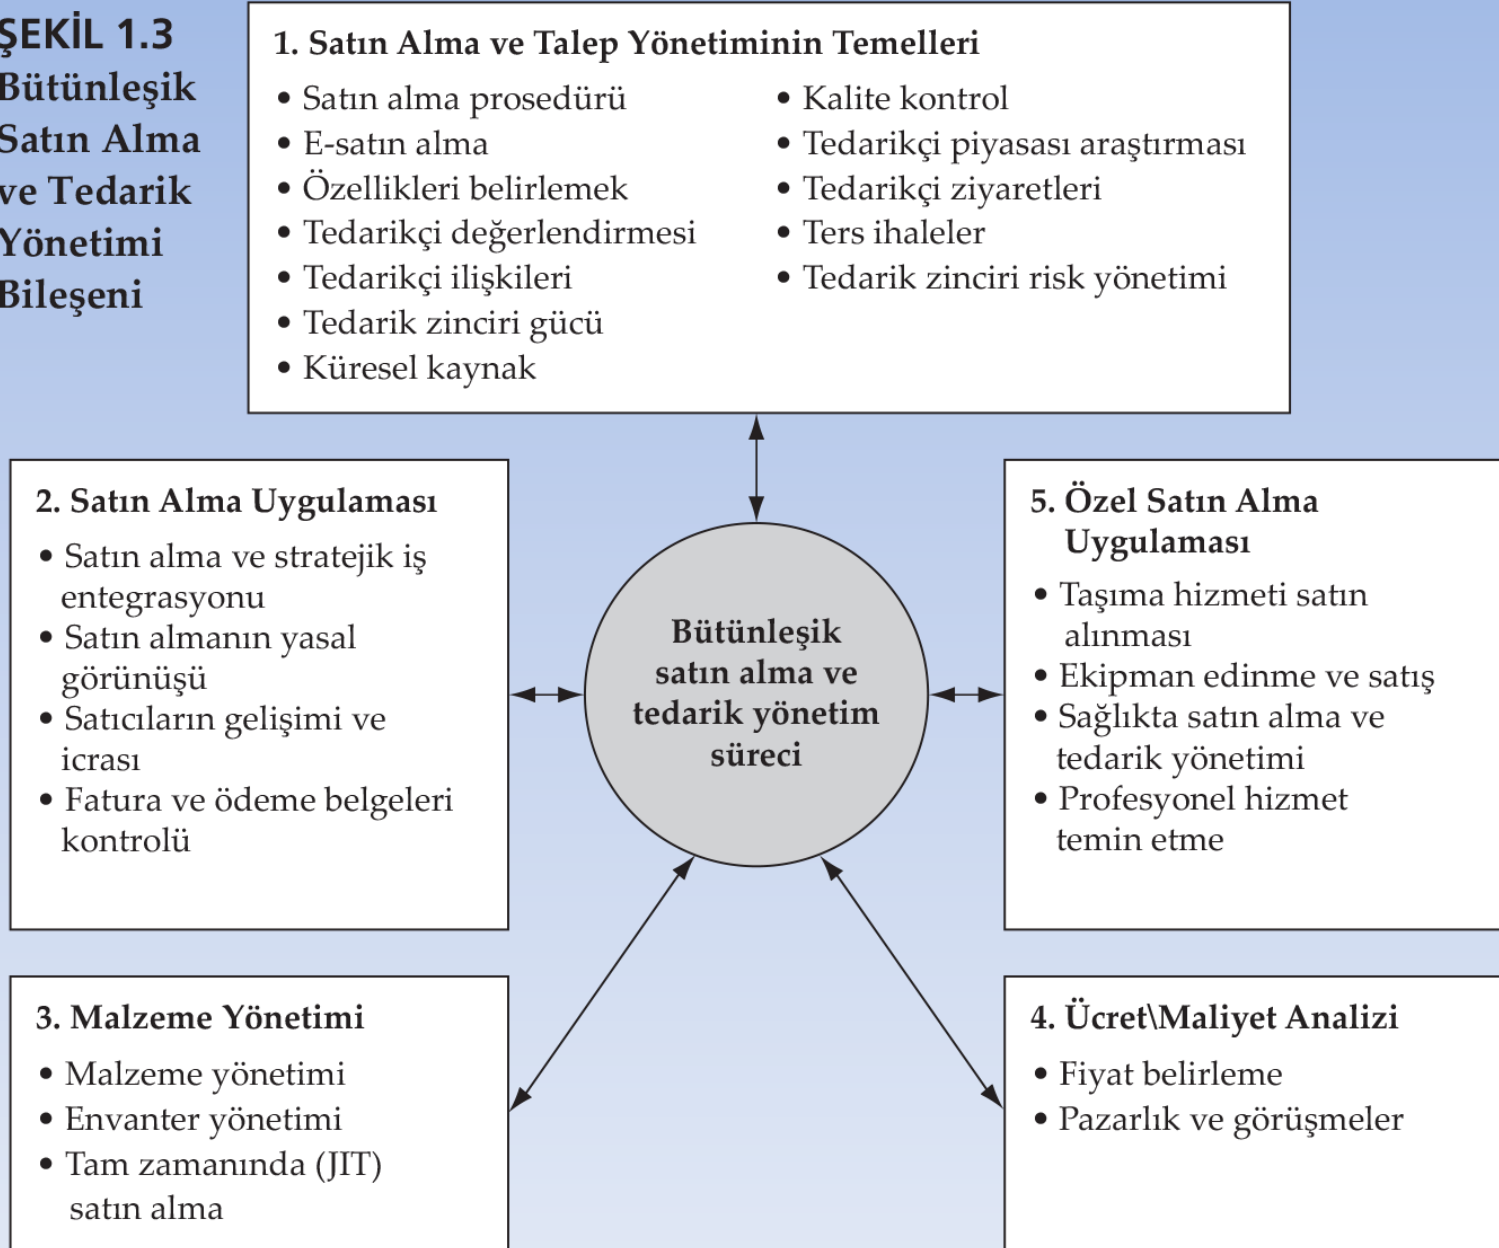 ŞEKİL 1.3
Bütünleşik
Satın Alma
ve Tedarik
Yönetimi
Bileşeni
1. Satın Alma ve Talep Yönetiminin Temelleri
• Satın alma prosedürü
• E-satın alma
• Özellikleri belirlemek
• Tedarikçi değerlendirmesi
• Tedarikçi ilişkileri
• Tedarik zinciri gücü
• Küresel kaynak
• Kalite kontrol
• Tedarikçi piyasası araştırması
• Tedarikçi ziyaretleri
• Ters ihaleler
• Tedarik zinciri risk yönetimi
2. Satın Alma Uygulaması
• Satın alma ve stratejik iş
entegrasyonu
• Satın almanın yasal
görünüşü
• Satıcıların gelişimi ve
icrası
• Fatura ve ödeme belgeleri
kontrolü
Bütünleşik
satın alma ve
tedarik yönetim
süreci
5. Özel Satın Alma
Uygulaması
• Taşıma hizmeti satın
alınması
• Ekipman edinme ve satış
• Sağlıkta satın alma ve
tedarik yönetimi
• Profesyonel hizmet
temin etme
3. Malzeme Yönetimi
• Malzeme yönetimi
• Envanter yönetimi
• Tam zamanında (JIT)
satın alma
4. Ücret\Maliyet Analizi
• Fiyat belirleme
• Pazarlık ve görüşmeler